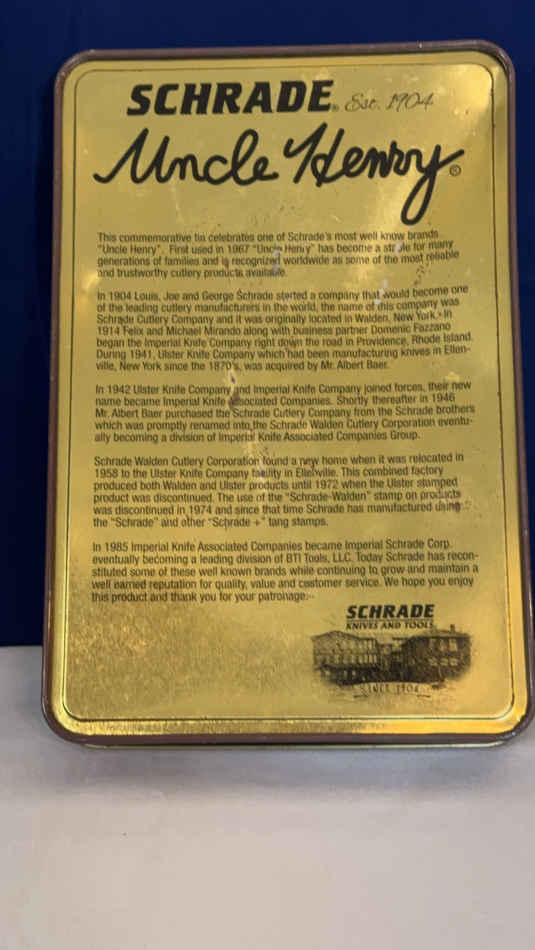 SCHRADE® Est. 1904
Uncle Henry®
This commemorative tin celebrates one of Schrade's most well know brands
"Uncle Henry". First used in 1967 "Uncle Henry" has become a staple for many
generations of families and is recognized worldwide as some of the most reliable
and trustworthy cutlery products available.
In 1904 Louis, Joe and George Schrade started a company that would become one
of the leading cutlery manufacturers in the world, the name of this company was
Schrade Cutlery Company and it was originally located in Walden, New York. In
1914 Felix and Michael Mirando along with business partner Domenic Fazzano
began the Imperial Knife Company right down the road in Providence, Rhode Island.
During 1941, Ulster Knife Company which had been manufacturing knives in Ellen-
ville, New York since the 1870's, was acquired by Mr. Albert Baer.
In 1942 Ulster Knife Company and Imperial Knife Company joined forces, their new
name became Imperial Knife Associated Companies. Shortly thereafter in 1946
Mr. Albert Baer purchased the Schrade Cutlery Company from the Schrade brothers
which was promptly renamed into the Schrade Walden Cutlery Corporation eventu-
ally becoming a division of Imperial Knife Associated Companies Group.
Schrade Walden Cutlery Corporation found a new home when it was relocated in
1958 to the Ulster Knife Company facility in Ellenville. This combined factory
produced both Walden and Ulster products until 1972 when the Ulster stamped
product was discontinued. The use of the "Schrade-Walden" stamp on products
was discontinued in 1974 and since that time Schrade has manufactured using
the "Schrade" and other "Schrade +" tang stamps.
In 1985 Imperial Knife Associated Companies became Imperial Schrade Corp.
eventually becoming a leading division of BTI Tools, LLC. Today Schrade has recon-
stituted some of these well known brands while continuing to grow and maintain a
well earned reputation for quality, value and customer service. We hope you enjoy
this product and thank you for your patronage.
SCHRADE
KNIVES AND TOOLS
SINCE 1904